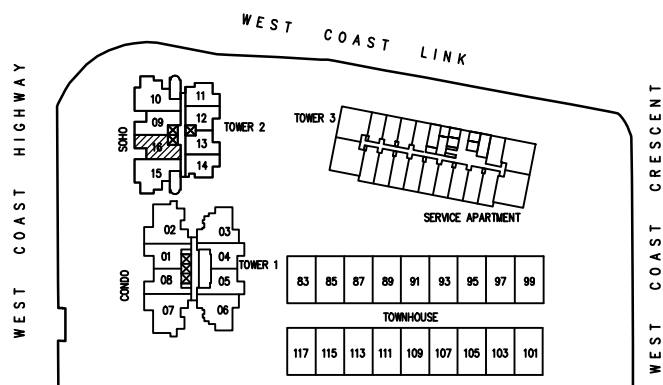 WEST COAST LINK
WEST COAST HIGHWAY
WEST COAST CRESCENT
10
11
09
12
TOWER 2
SOHO
16
13
15
14
TOWER 3
SERVICE APARTMENT
02
03
01
04
TOWER 1
08
05
CONDO
07
06
83 85 87 89 91 93 95 97 99
TOWNHOUSE
117 115 113 111 109 107 105 103 101